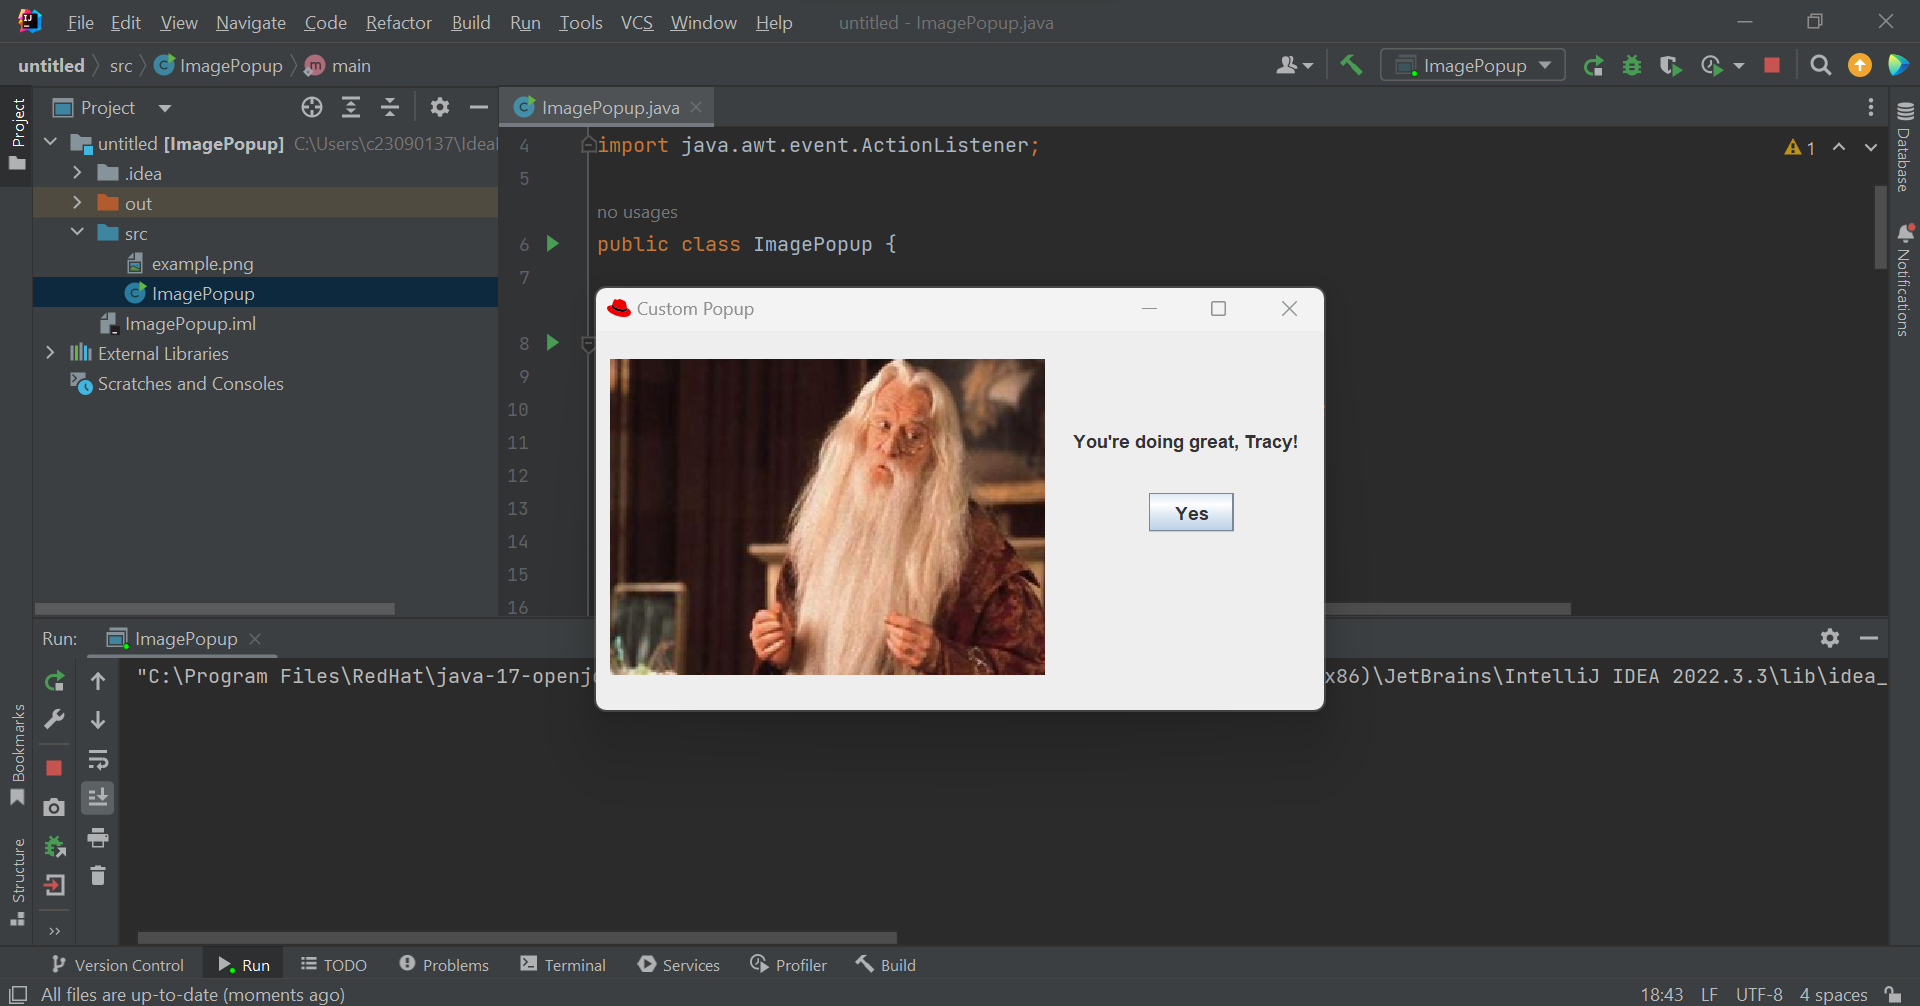 File Edit View Navigate Code Refactor Build Run Tools VCS Window Help untitled - ImagePopup.java
untitled src ImagePopup main
ImagePopup
Project
Project
ImagePopup.java
untitled [ImagePopup] C:\Users\c23090137\Idea
.idea
out
src
example.png
ImagePopup
ImagePopup.iml
External Libraries
Scratches and Consoles
4 import java.awt.event.ActionListener;
1
5
no usages
6 public class ImagePopup {
7
8
9
10
11
12
13
14
15
16
Database
Notifications
Custom Popup
You're doing great, Tracy!
Yes
Run: ImagePopup
"C:\Program Files\RedHat\java-17-openj
x86)\JetBrains\IntelliJ IDEA 2022.3.3\lib\idea_
Bookmarks
Structure
Version Control Run TODO Problems Terminal Services Profiler Build
All files are up-to-date (moments ago)
18:43 LF UTF-8 4 spaces